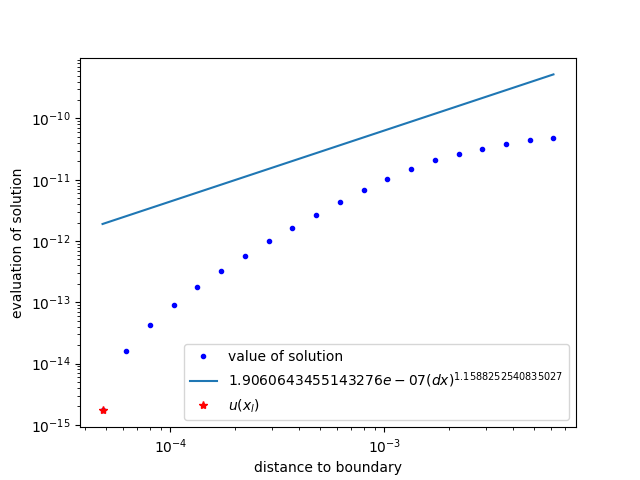 10⁻¹⁰
10⁻¹¹
10⁻¹²
10⁻¹³
10⁻¹⁴
10⁻¹⁵
evaluation of solution
value of solution
1.9060643455143276e − 07(dx)^1.1588252540835027
u(x_l)
10⁻⁴
10⁻³
distance to boundary